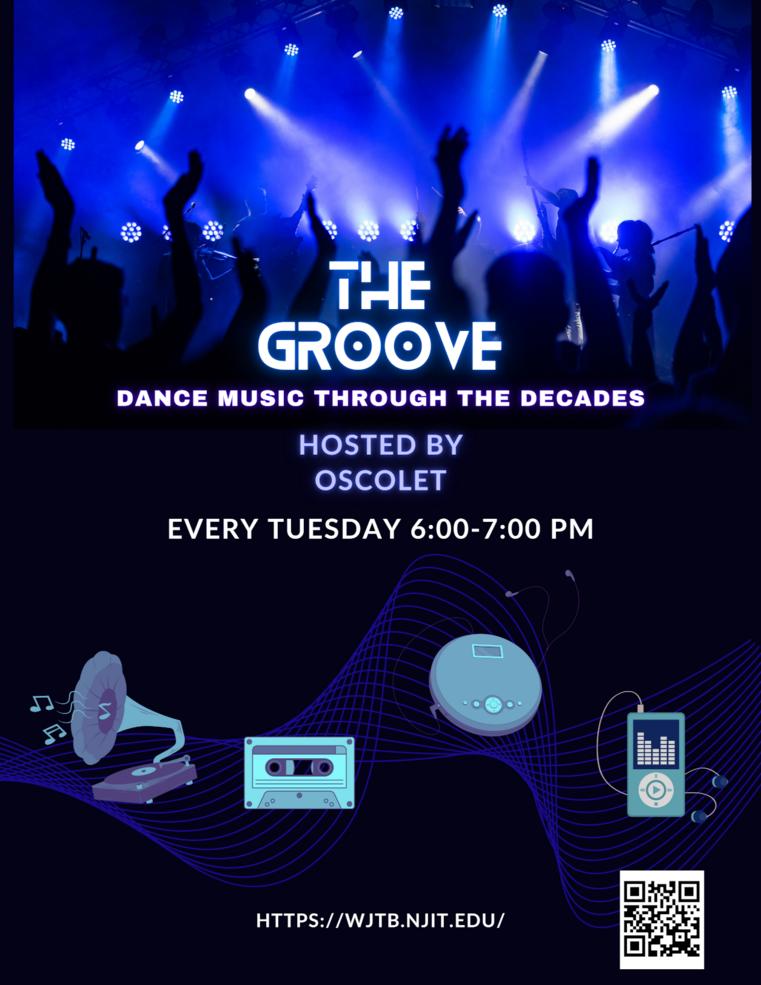 THE
GROOVE
DANCE MUSIC THROUGH THE DECADES
HOSTED BY
OSCOLET
EVERY TUESDAY 6:00-7:00 PM
HTTPS://WJTB.NJIT.EDU/